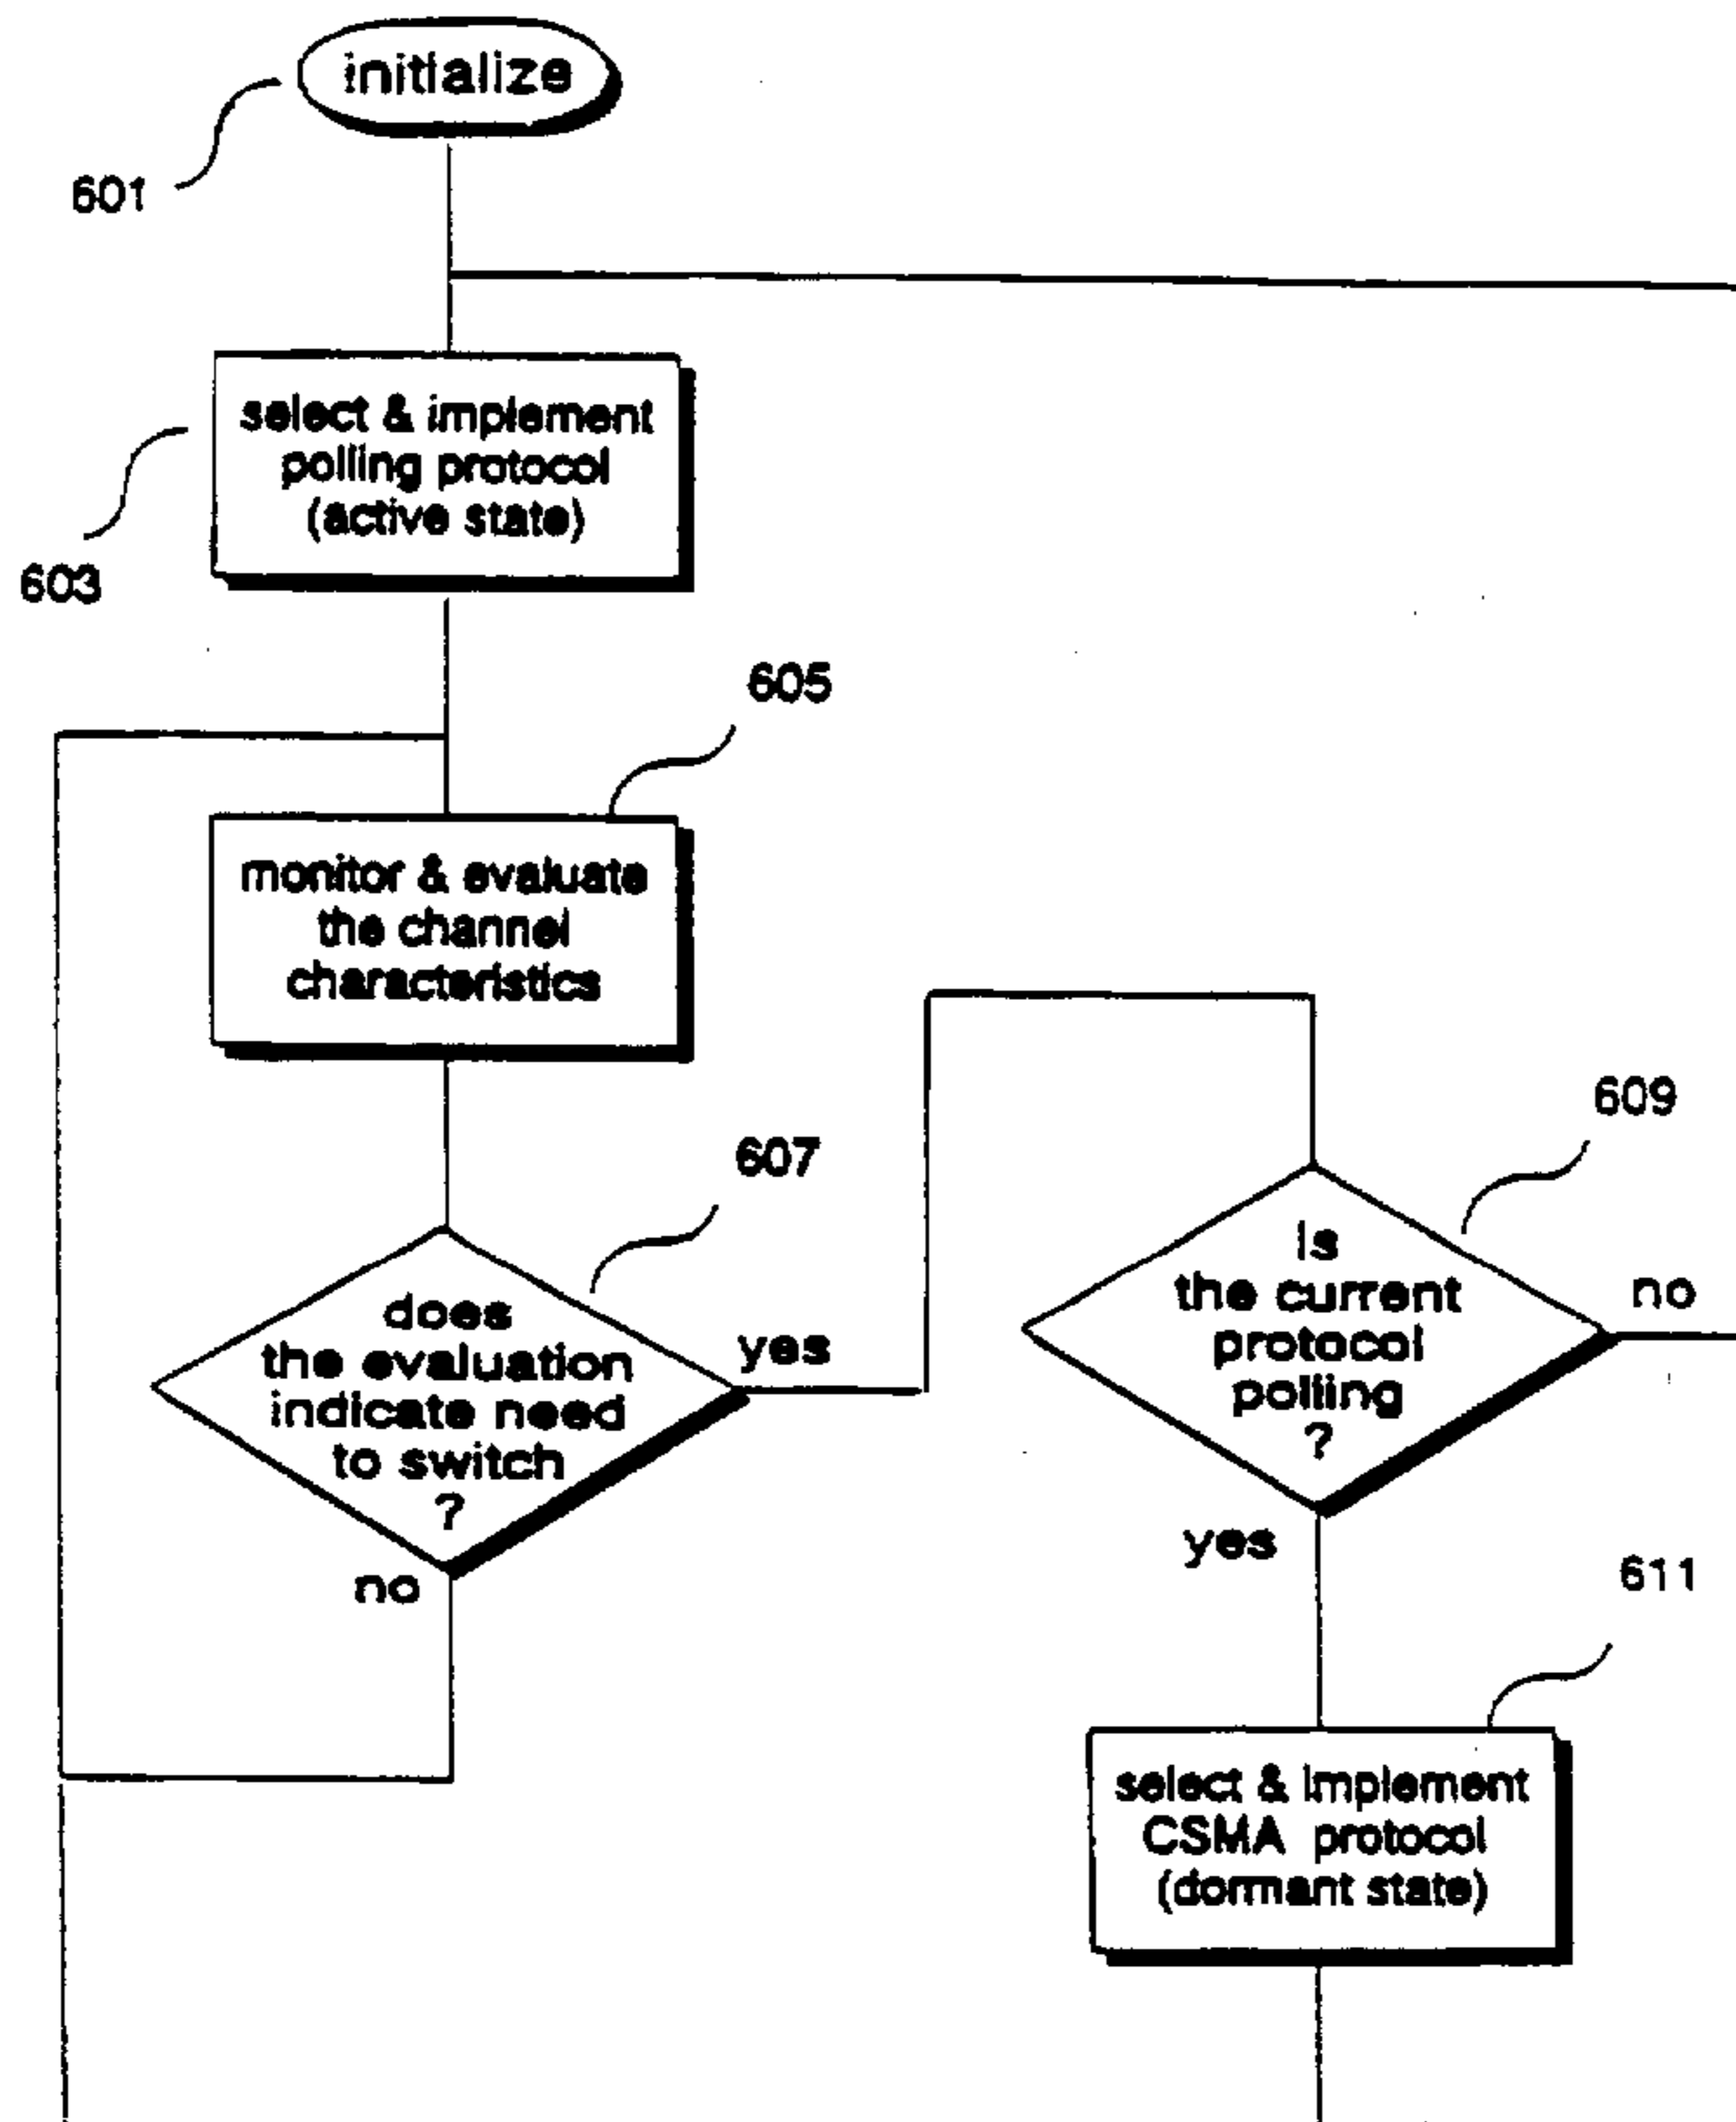 initialize
601
select & implement
polling protocol
(active state)
603
605
monitor & evaluate
the channel
characteristics
607
does
the evaluation
indicate need
to switch
?
yes
no
609
is
the current
protocol
polling
?
no
yes
611
select & implement
CSMA protocol
(dormant state)